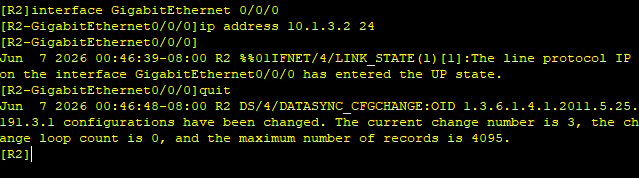 [R2]interface GigabitEthernet 0/0/0
[R2-GigabitEthernet0/0/0]ip address 10.1.3.2 24
[R2-GigabitEthernet0/0/0]
Jun  7 2026 00:46:39-08:00 R2 %%01IFNET/4/LINK_STATE(l)[1]:The line protocol IP
on the interface GigabitEthernet0/0/0 has entered the UP state.
[R2-GigabitEthernet0/0/0]quit
Jun  7 2026 00:46:48-08:00 R2 DS/4/DATASYNC_CFGCHANGE:OID 1.3.6.1.4.1.2011.5.25.
191.3.1 configurations have been changed. The current change number is 3, the ch
ange loop count is 0, and the maximum number of records is 4095.
[R2]